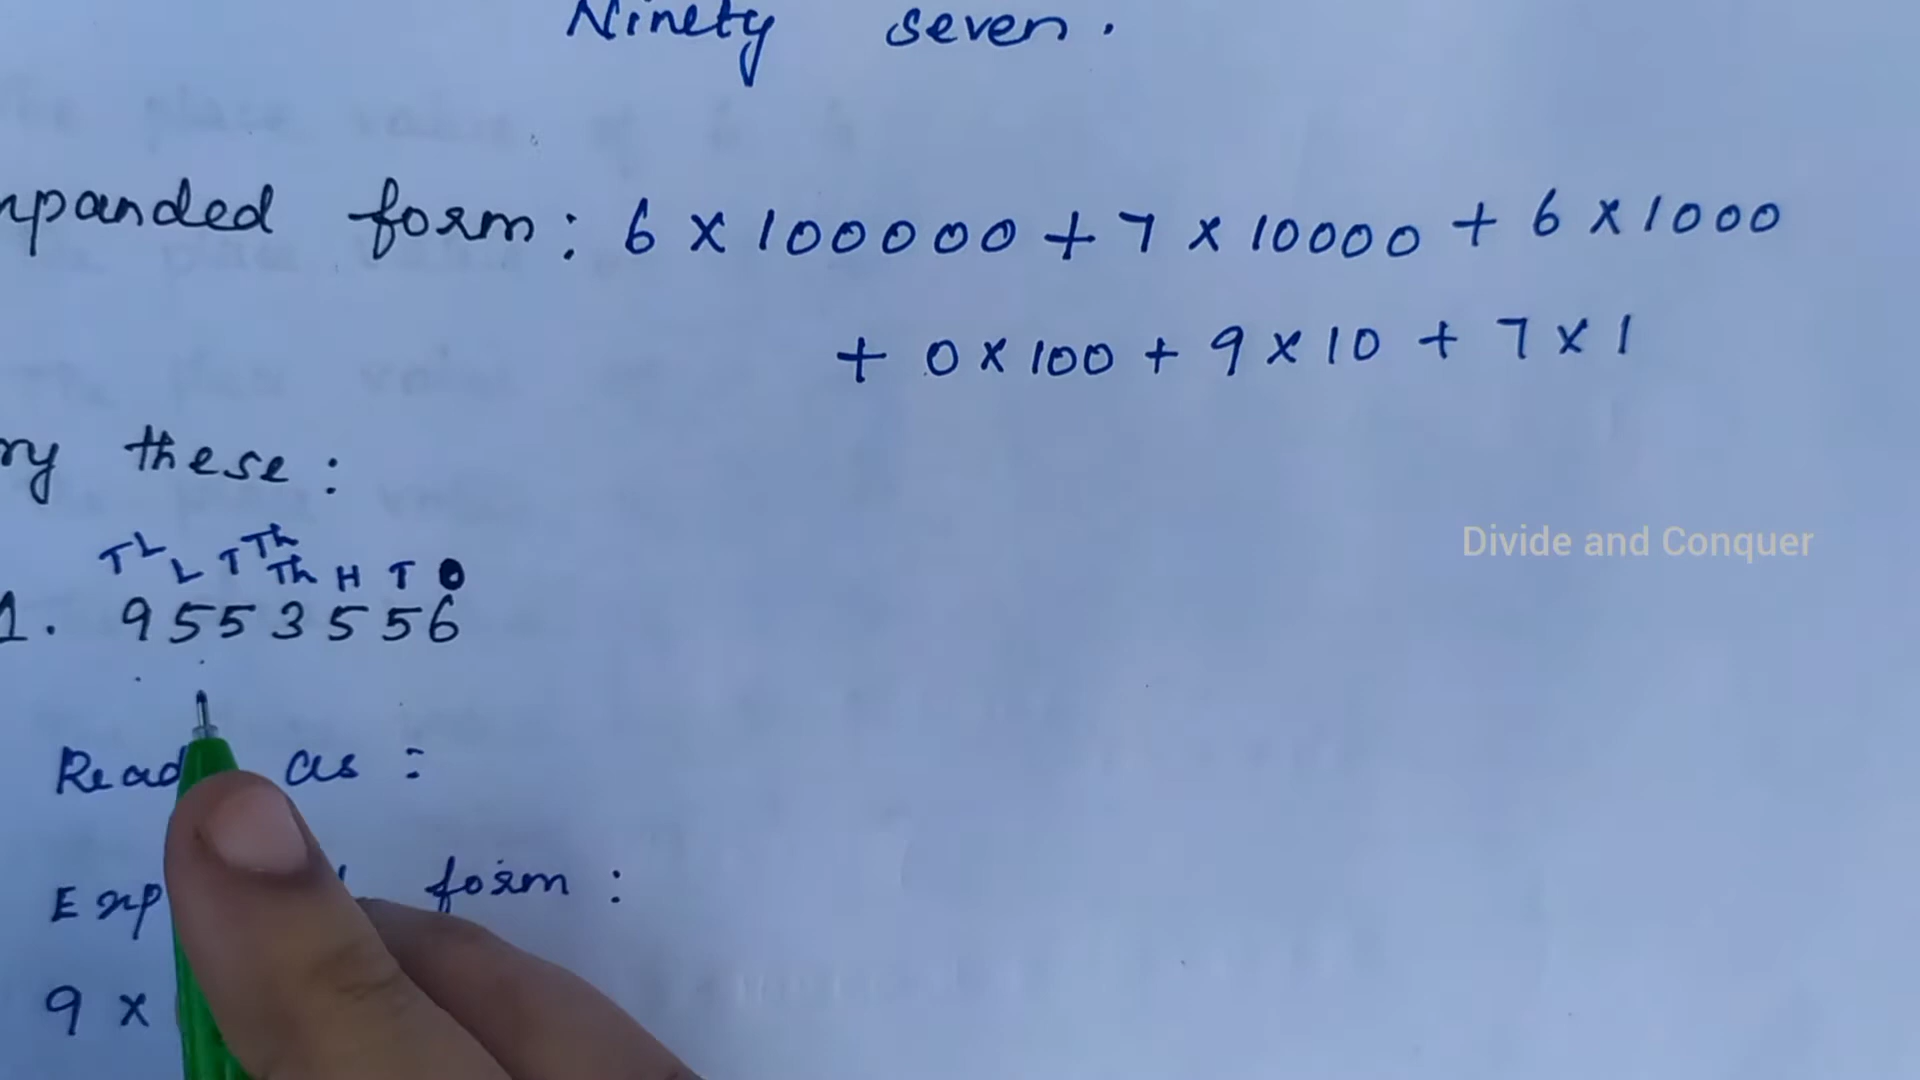 Ninety seven.
xpanded form: 6 × 100000 + 7 × 10000 + 6 × 1000
+ 0 × 100 + 9 × 10 + 7 × 1
ry these:
TL L TTh Th H T O
1. 9553556
Read as :
Exp form :
9 ×
Divide and Conquer